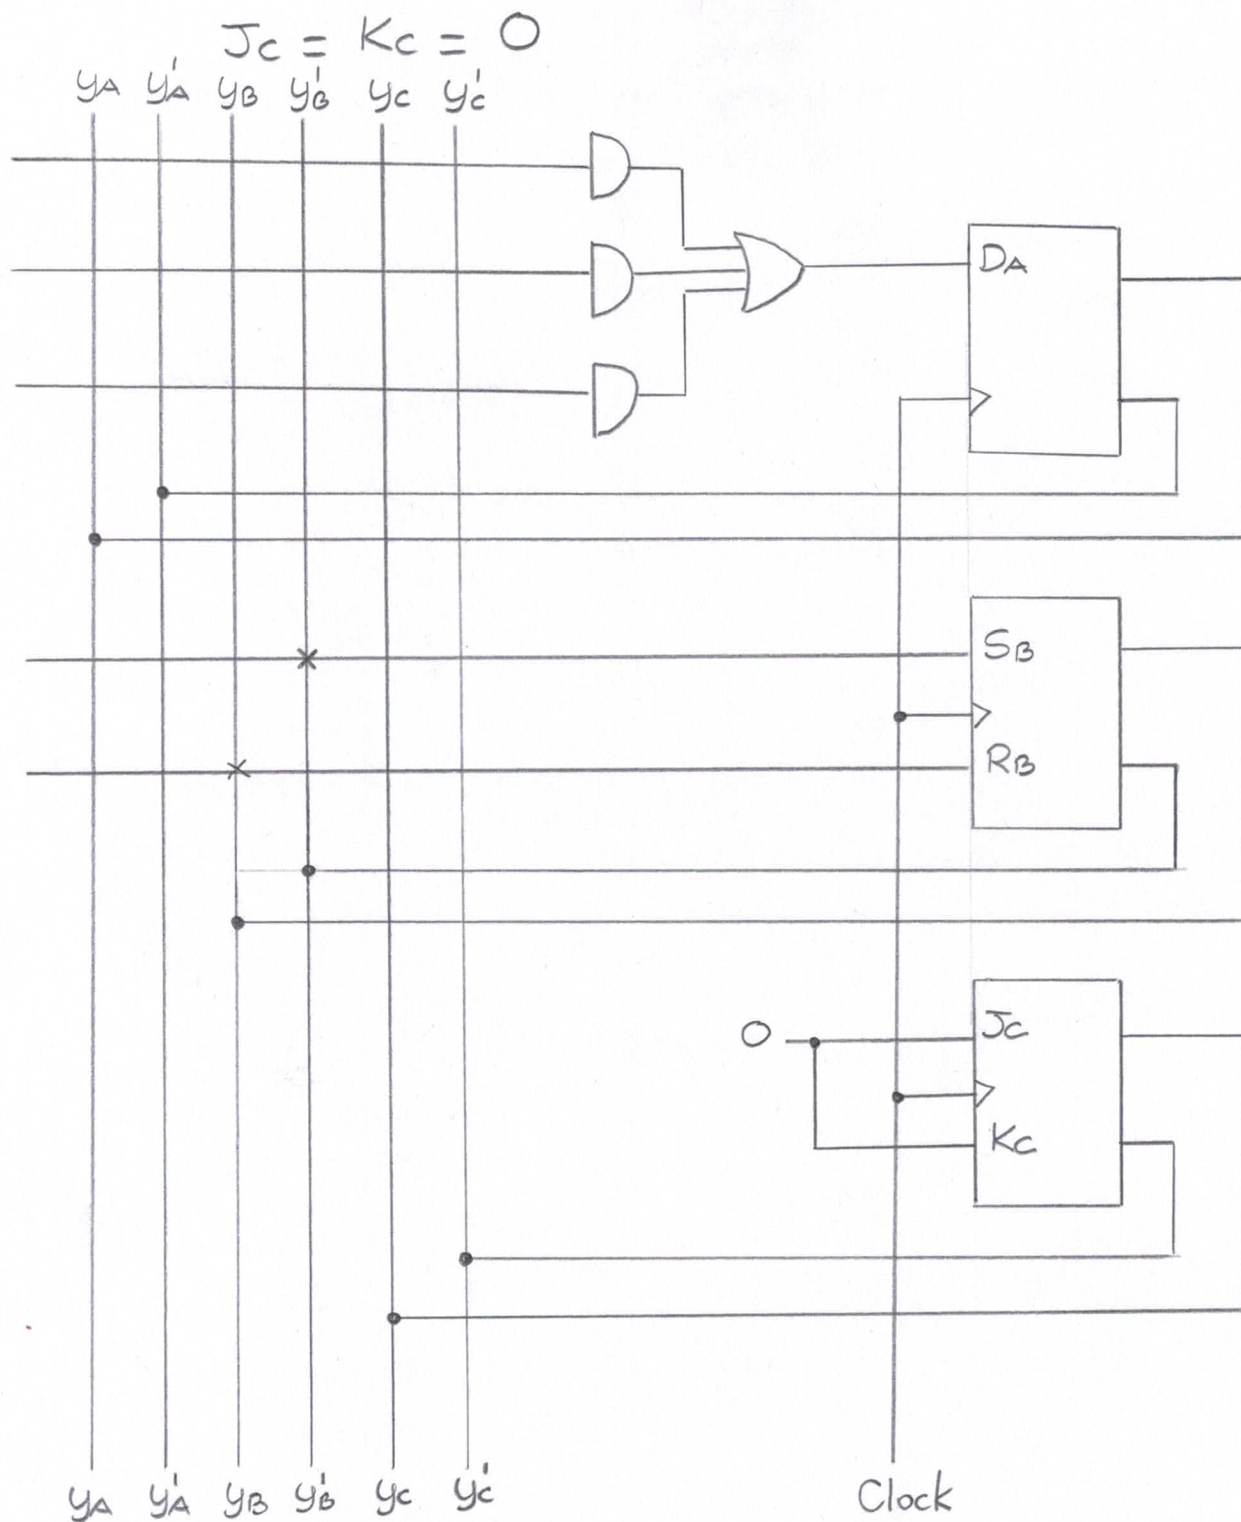 Jc = Kc = 0
yA y'A yB y'B yc y'c
DA
SB
RB
0 Jc
Kc
yA y'A yB y'B yc y'c Clock